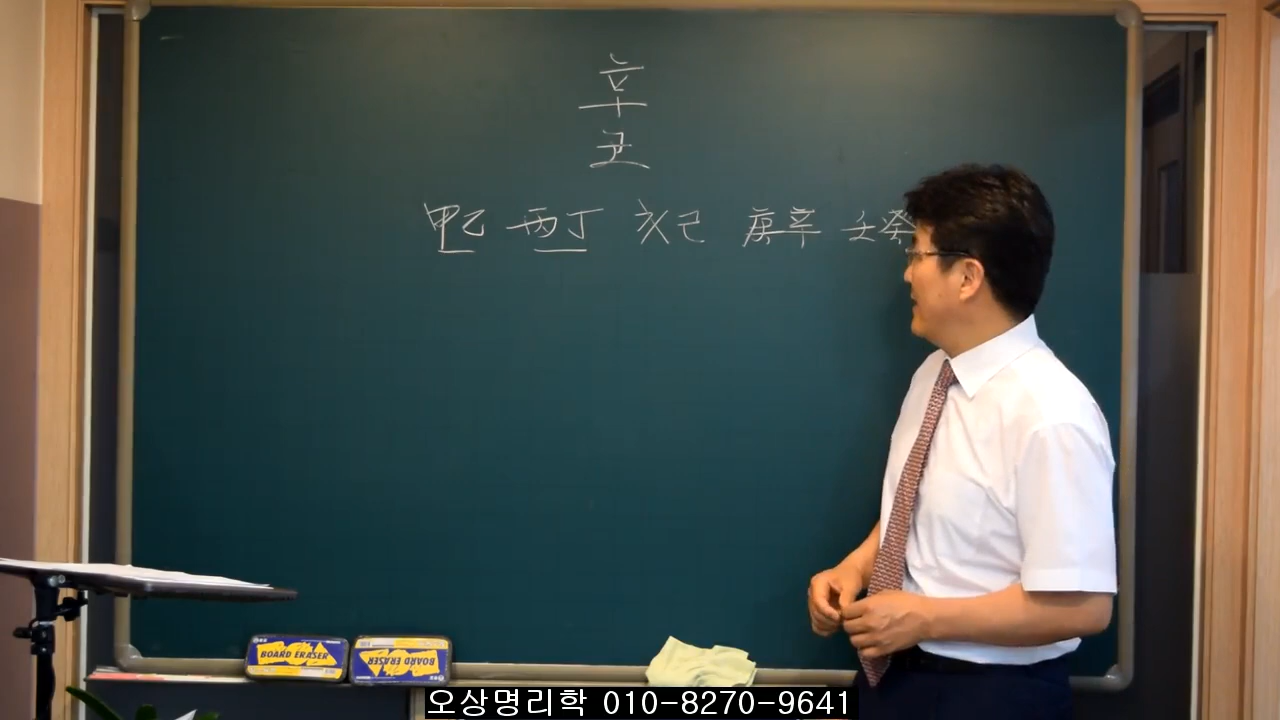 辛
丑
甲乙 丙丁 戊己 庚辛 壬癸
BOARD ERASER
BOARD ERASER
오상명리학 010-8270-9641